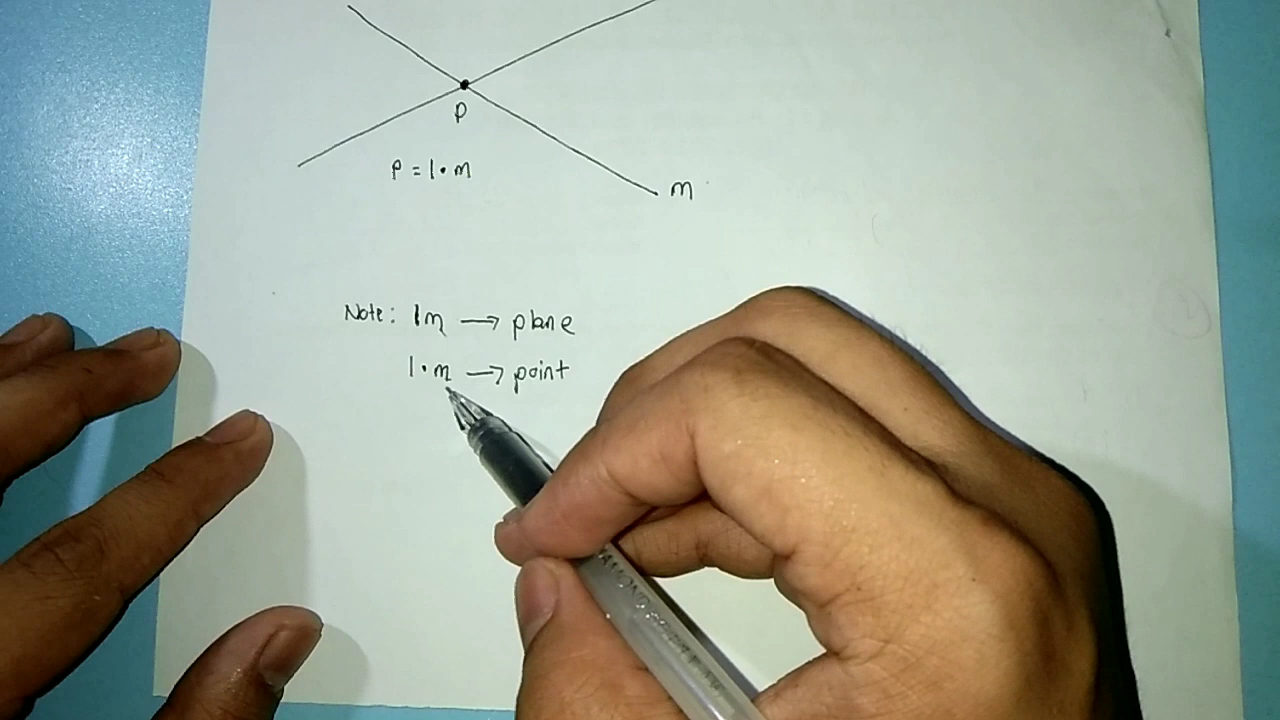 P
P = l·m
m
Note: lm → plane
l·m → point